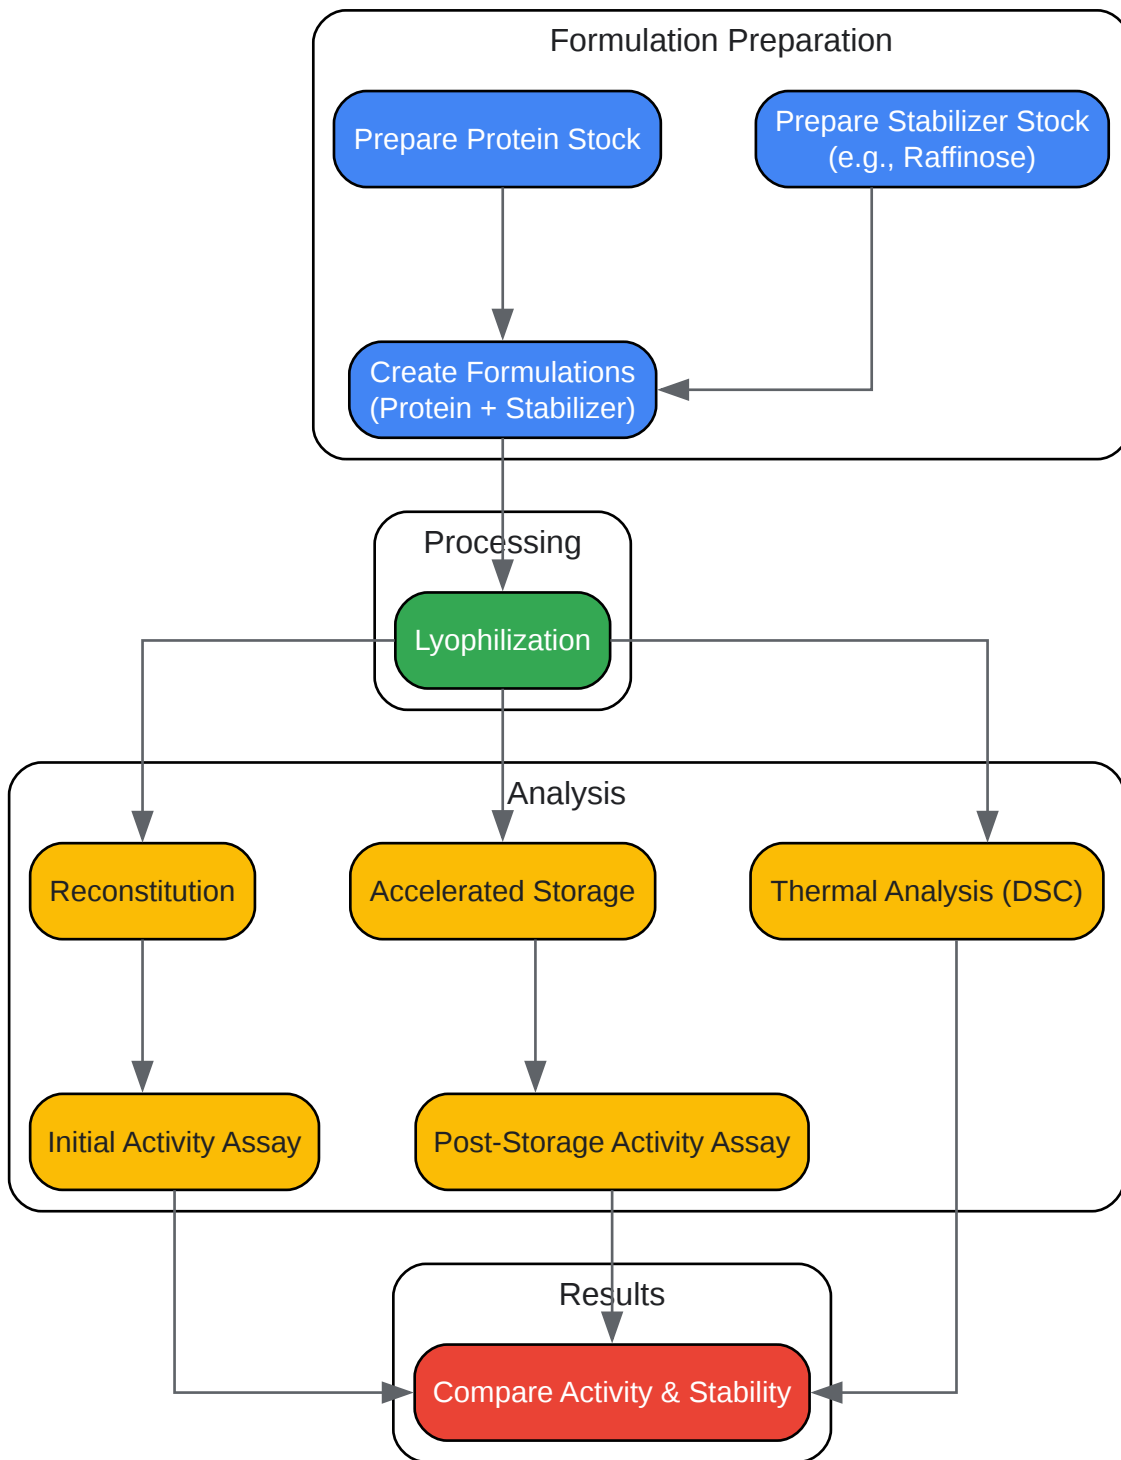 Formulation Preparation
Prepare Protein Stock
Prepare Stabilizer Stock
(e.g., Raffinose)
Create Formulations
(Protein + Stabilizer)
Processing
Lyophilization
Analysis
Reconstitution
Accelerated Storage
Thermal Analysis (DSC)
Initial Activity Assay
Post-Storage Activity Assay
Results
Compare Activity & Stability